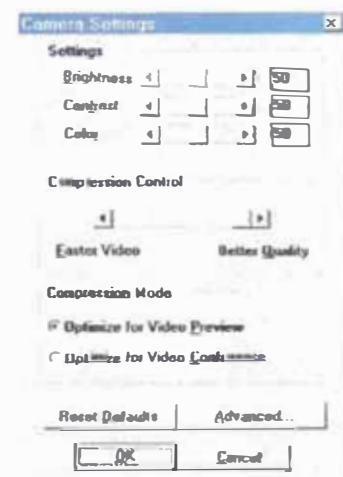 Camera Settings
Settings
Brightness 50
Contrast 50
Color 50
Compression Control
Faster Video Better Quality
Compression Mode
Optimize for Video Preview
Optimize for Video Conference
Reset Defaults Advanced...
OK Cancel